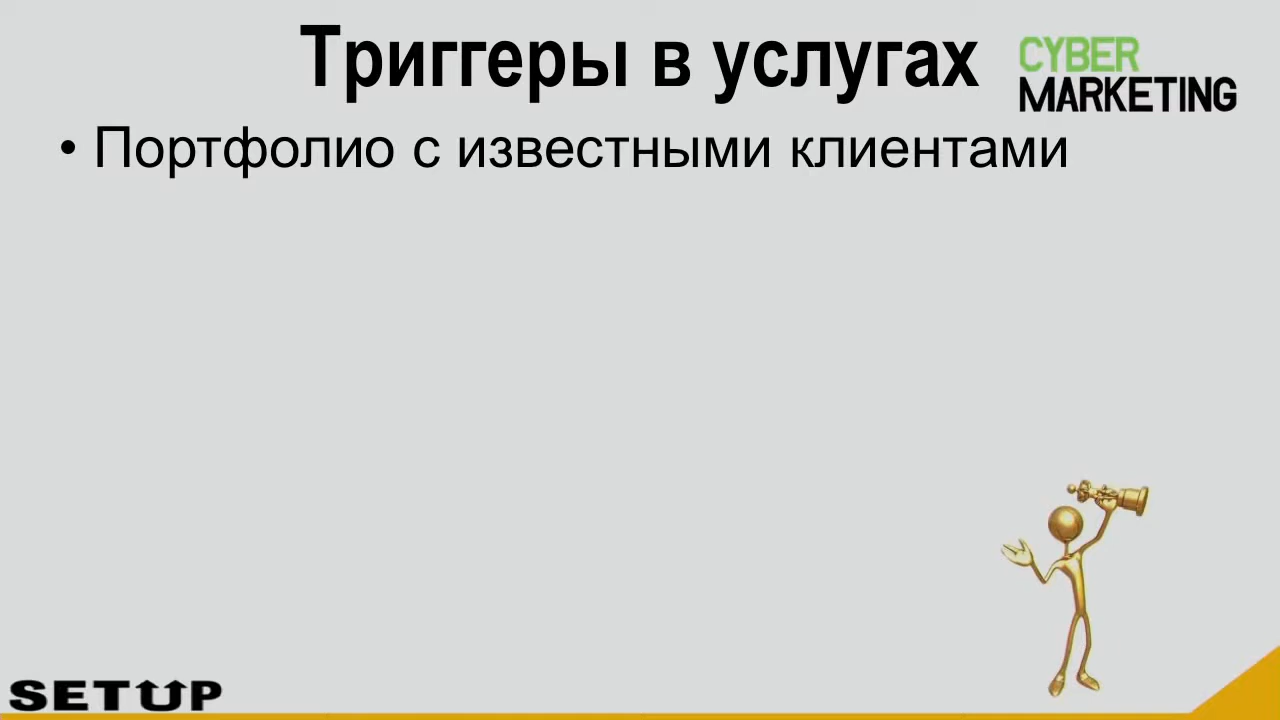 Триггеры в услугах
CYBER
MARKETING
• Портфолио с известными клиентами
SETUP